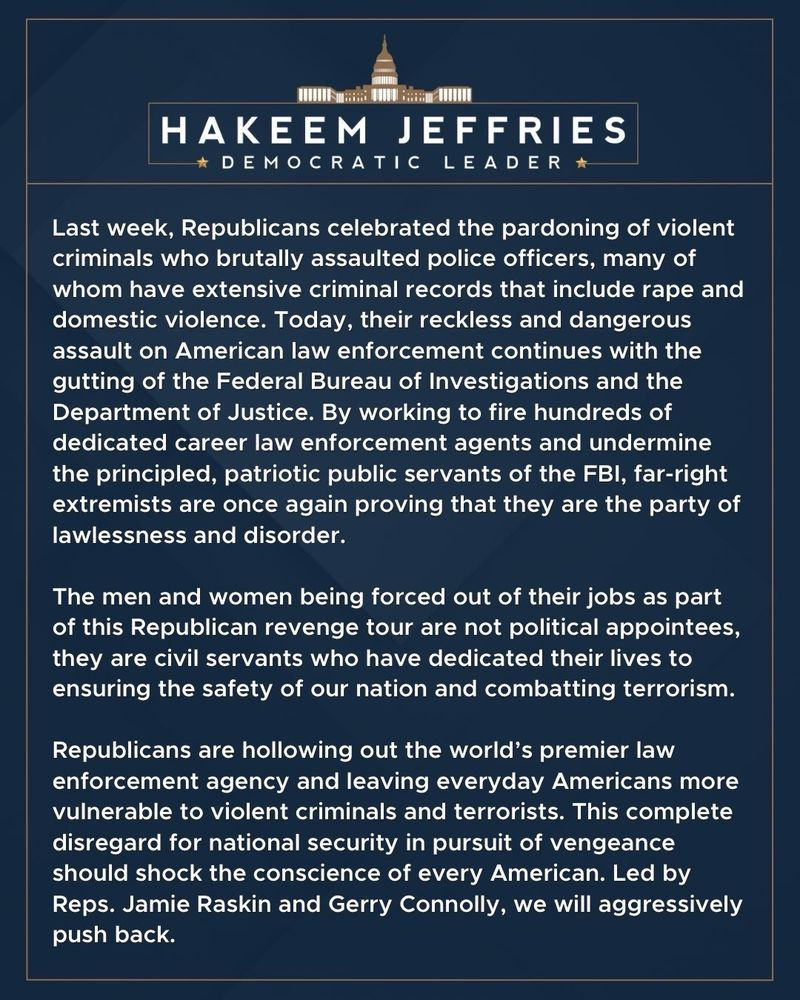 HAKEEM JEFFRIES
DEMOCRATIC LEADER
Last week, Republicans celebrated the pardoning of violent
criminals who brutally assaulted police officers, many of
whom have extensive criminal records that include rape and
domestic violence. Today, their reckless and dangerous
assault on American law enforcement continues with the
gutting of the Federal Bureau of Investigations and the
Department of Justice. By working to fire hundreds of
dedicated career law enforcement agents and undermine
the principled, patriotic public servants of the FBI, far-right
extremists are once again proving that they are the party of
lawlessness and disorder.
The men and women being forced out of their jobs as part
of this Republican revenge tour are not political appointees,
they are civil servants who have dedicated their lives to
ensuring the safety of our nation and combatting terrorism.
Republicans are hollowing out the world’s premier law
enforcement agency and leaving everyday Americans more
vulnerable to violent criminals and terrorists. This complete
disregard for national security in pursuit of vengeance
should shock the conscience of every American. Led by
Reps. Jamie Raskin and Gerry Connolly, we will aggressively
push back.